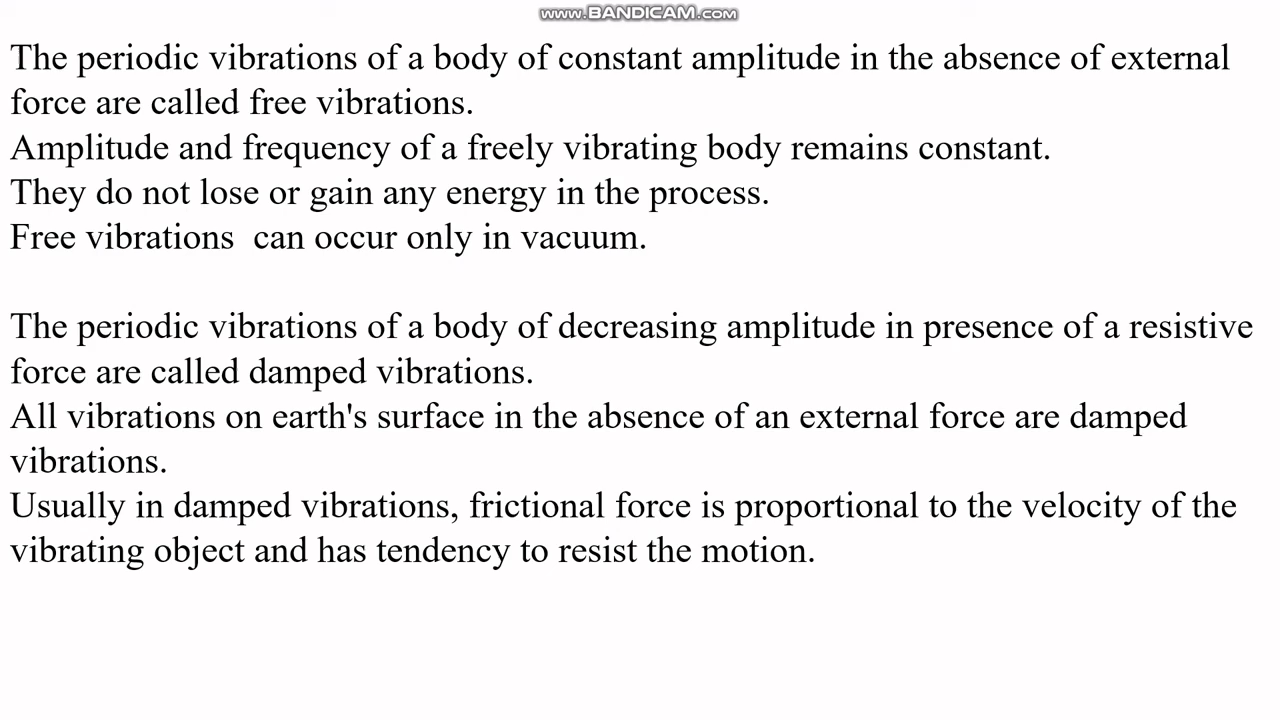 www.BANDICAM.com
The periodic vibrations of a body of constant amplitude in the absence of external
force are called free vibrations.
Amplitude and frequency of a freely vibrating body remains constant.
They do not lose or gain any energy in the process.
Free vibrations  can occur only in vacuum.
The periodic vibrations of a body of decreasing amplitude in presence of a resistive
force are called damped vibrations.
All vibrations on earth's surface in the absence of an external force are damped
vibrations.
Usually in damped vibrations, frictional force is proportional to the velocity of the
vibrating object and has tendency to resist the motion.